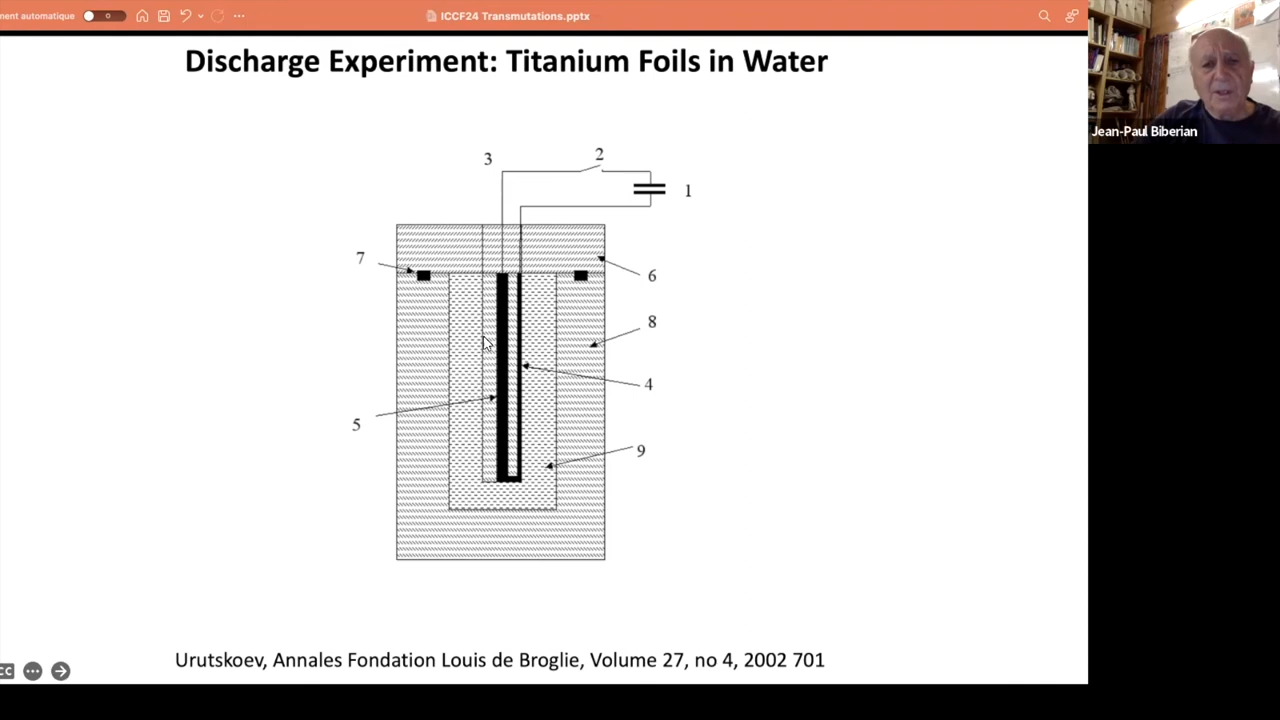 ment automatique
ICCF24 Transmutations.pptx
Jean-Paul Biberian
Discharge Experiment: Titanium Foils in Water
3
2
1
7
6
8
4
5
9
Urutskoev, Annales Fondation Louis de Broglie, Volume 27, no 4, 2002 701
CC